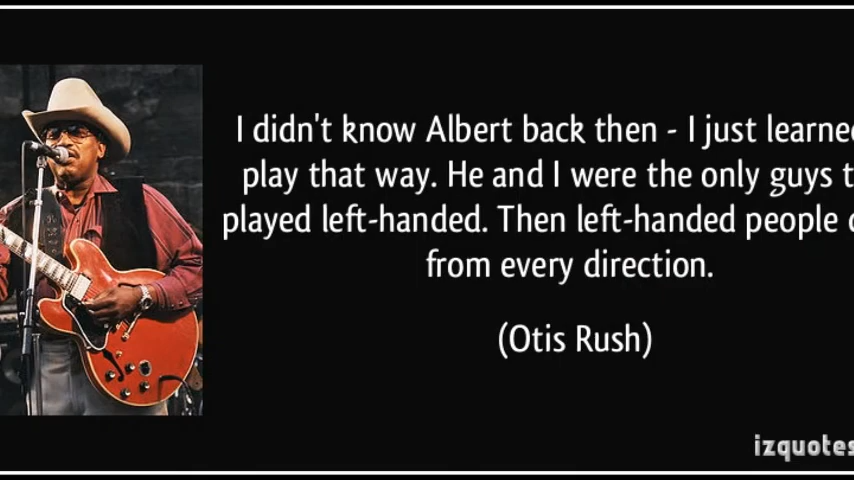 I didn't know Albert back then - I just learned
play that way. He and I were the only guys t
played left-handed. Then left-handed people c
from every direction.
(Otis Rush)
izquotes